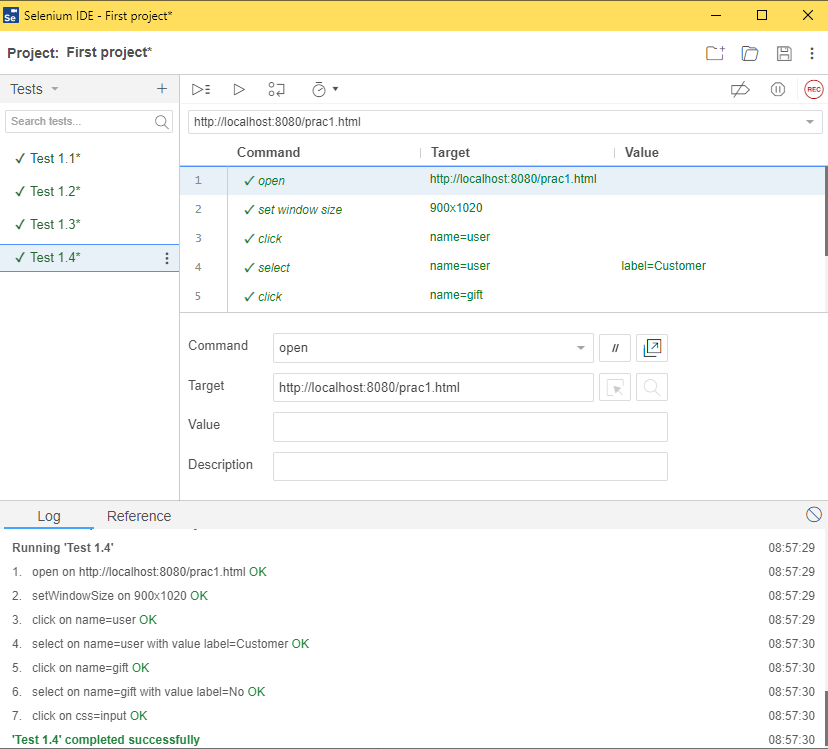 Se Selenium IDE - First project*
Project: First project*
Tests
Search tests...
✓ Test 1.1*
✓ Test 1.2*
✓ Test 1.3*
✓ Test 1.4*
REC
http://localhost:8080/prac1.html
Command Target Value
1 ✓ open http://localhost:8080/prac1.html
2 ✓ set window size 900x1020
3 ✓ click name=user
4 ✓ select name=user label=Customer
5 ✓ click name=gift
Command open //
Target http://localhost:8080/prac1.html
Value
Description
Log Reference
Running 'Test 1.4' 08:57:29
1. open on http://localhost:8080/prac1.html OK 08:57:29
2. setWindowSize on 900x1020 OK 08:57:29
3. click on name=user OK 08:57:29
4. select on name=user with value label=Customer OK 08:57:30
5. click on name=gift OK 08:57:30
6. select on name=gift with value label=No OK 08:57:30
7. click on css=input OK 08:57:30
'Test 1.4' completed successfully 08:57:30